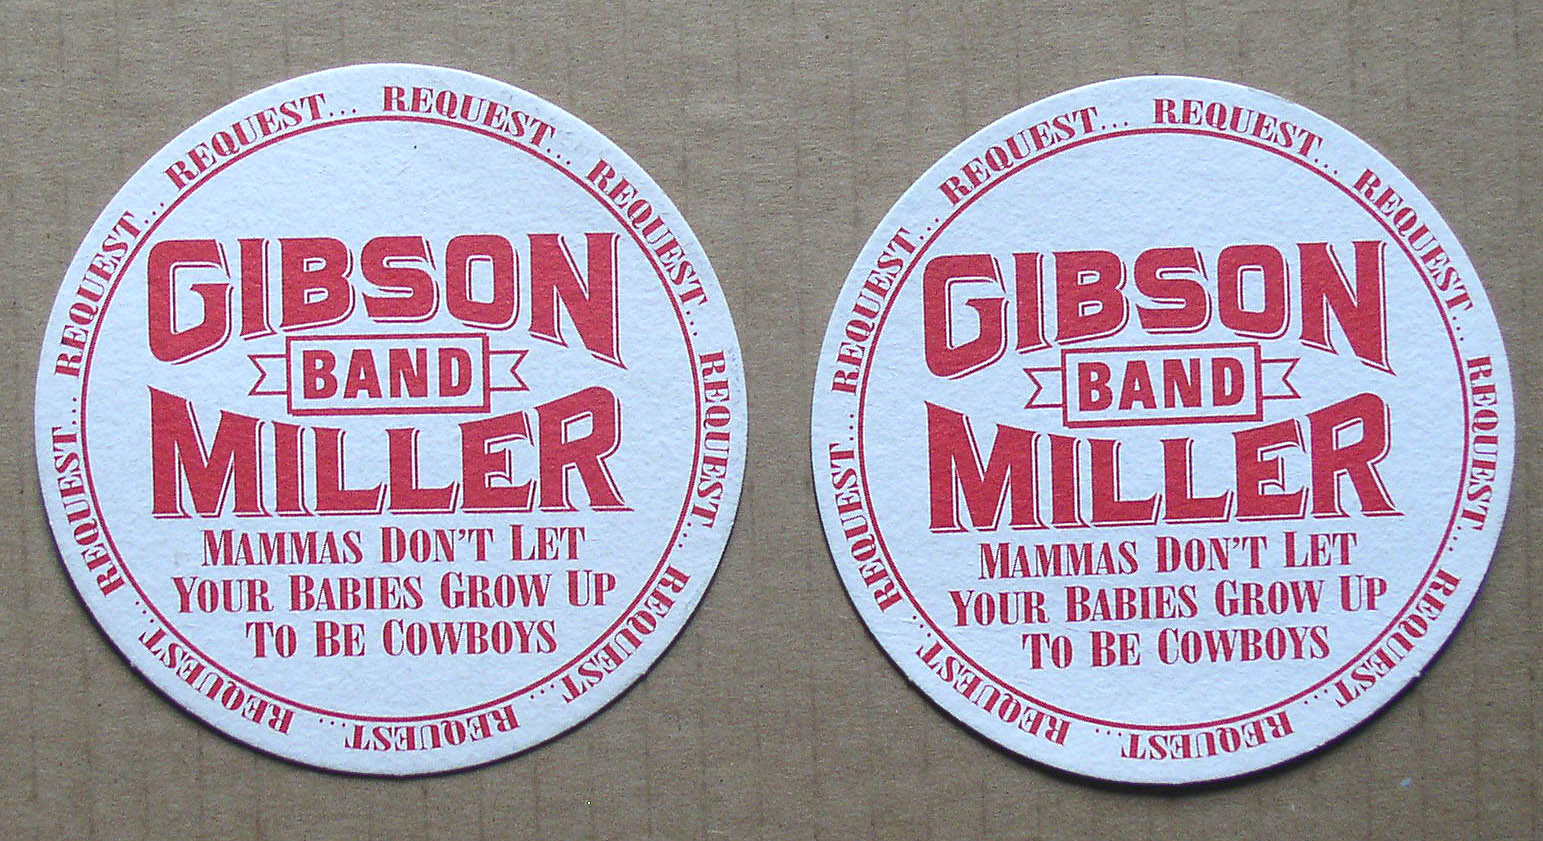 REQUEST... REQUEST... REQUEST... REQUEST... REQUEST... REQUEST... REQUEST... REQUEST... REQUEST...
GIBSON
BAND
MILLER
MAMMAS DON'T LET
YOUR BABIES GROW UP
TO BE COWBOYS
REQUEST... REQUEST... REQUEST... REQUEST... REQUEST... REQUEST... REQUEST... REQUEST... REQUEST...
GIBSON
BAND
MILLER
MAMMAS DON'T LET
YOUR BABIES GROW UP
TO BE COWBOYS